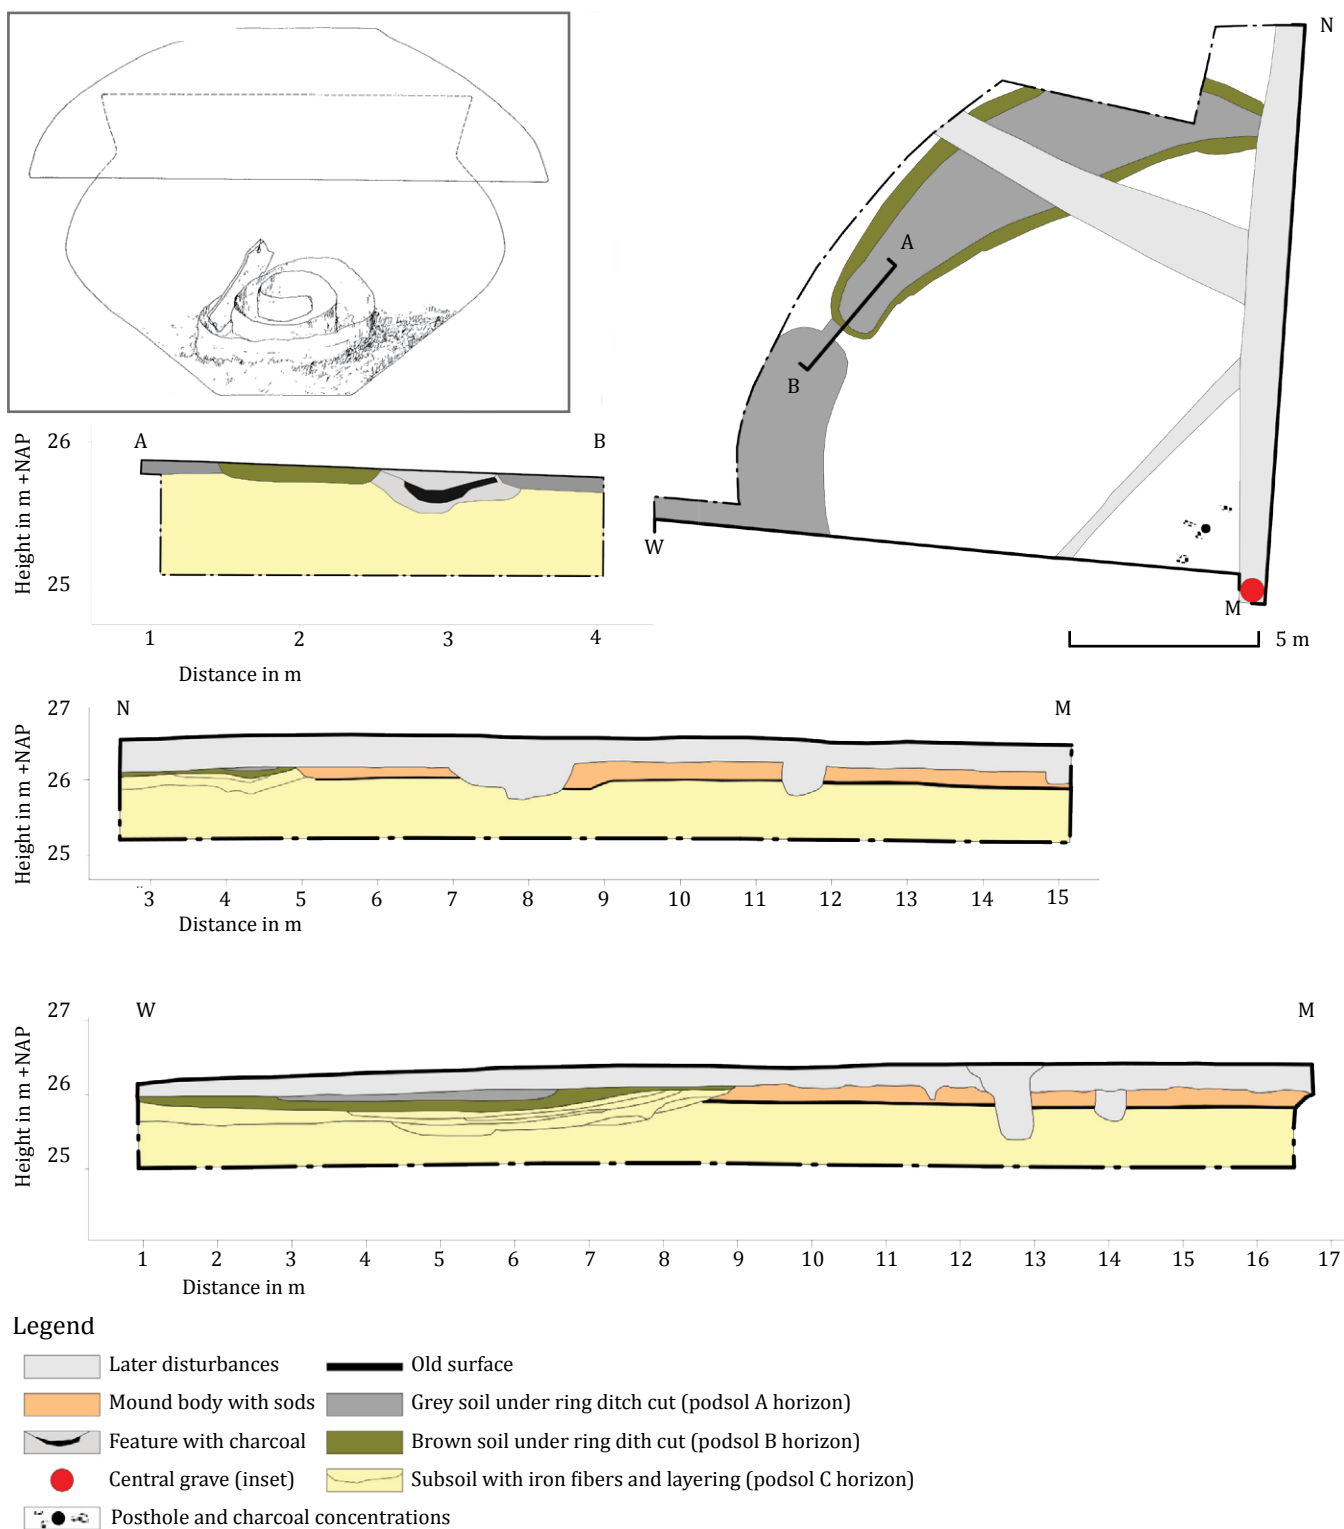 N
A
B
W
M
5 m
26
A
B
Height in m +NAP
25
1 2 3 4
Distance in m
27
N
M
Height in m +NAP
26
25
3 4 5 6 7 8 9 10 11 12 13 14 15
Distance in m
27
W
M
Height in m +NAP
26
25
1 2 3 4 5 6 7 8 9 10 11 12 13 14 15 16 17
Distance in m
Legend
Later disturbances
Old surface
Mound body with sods
Grey soil under ring ditch cut (podsol A horizon)
Feature with charcoal
Brown soil under ring dith cut (podsol B horizon)
Central grave (inset)
Subsoil with iron fibers and layering (podsol C horizon)
Posthole and charcoal concentrations